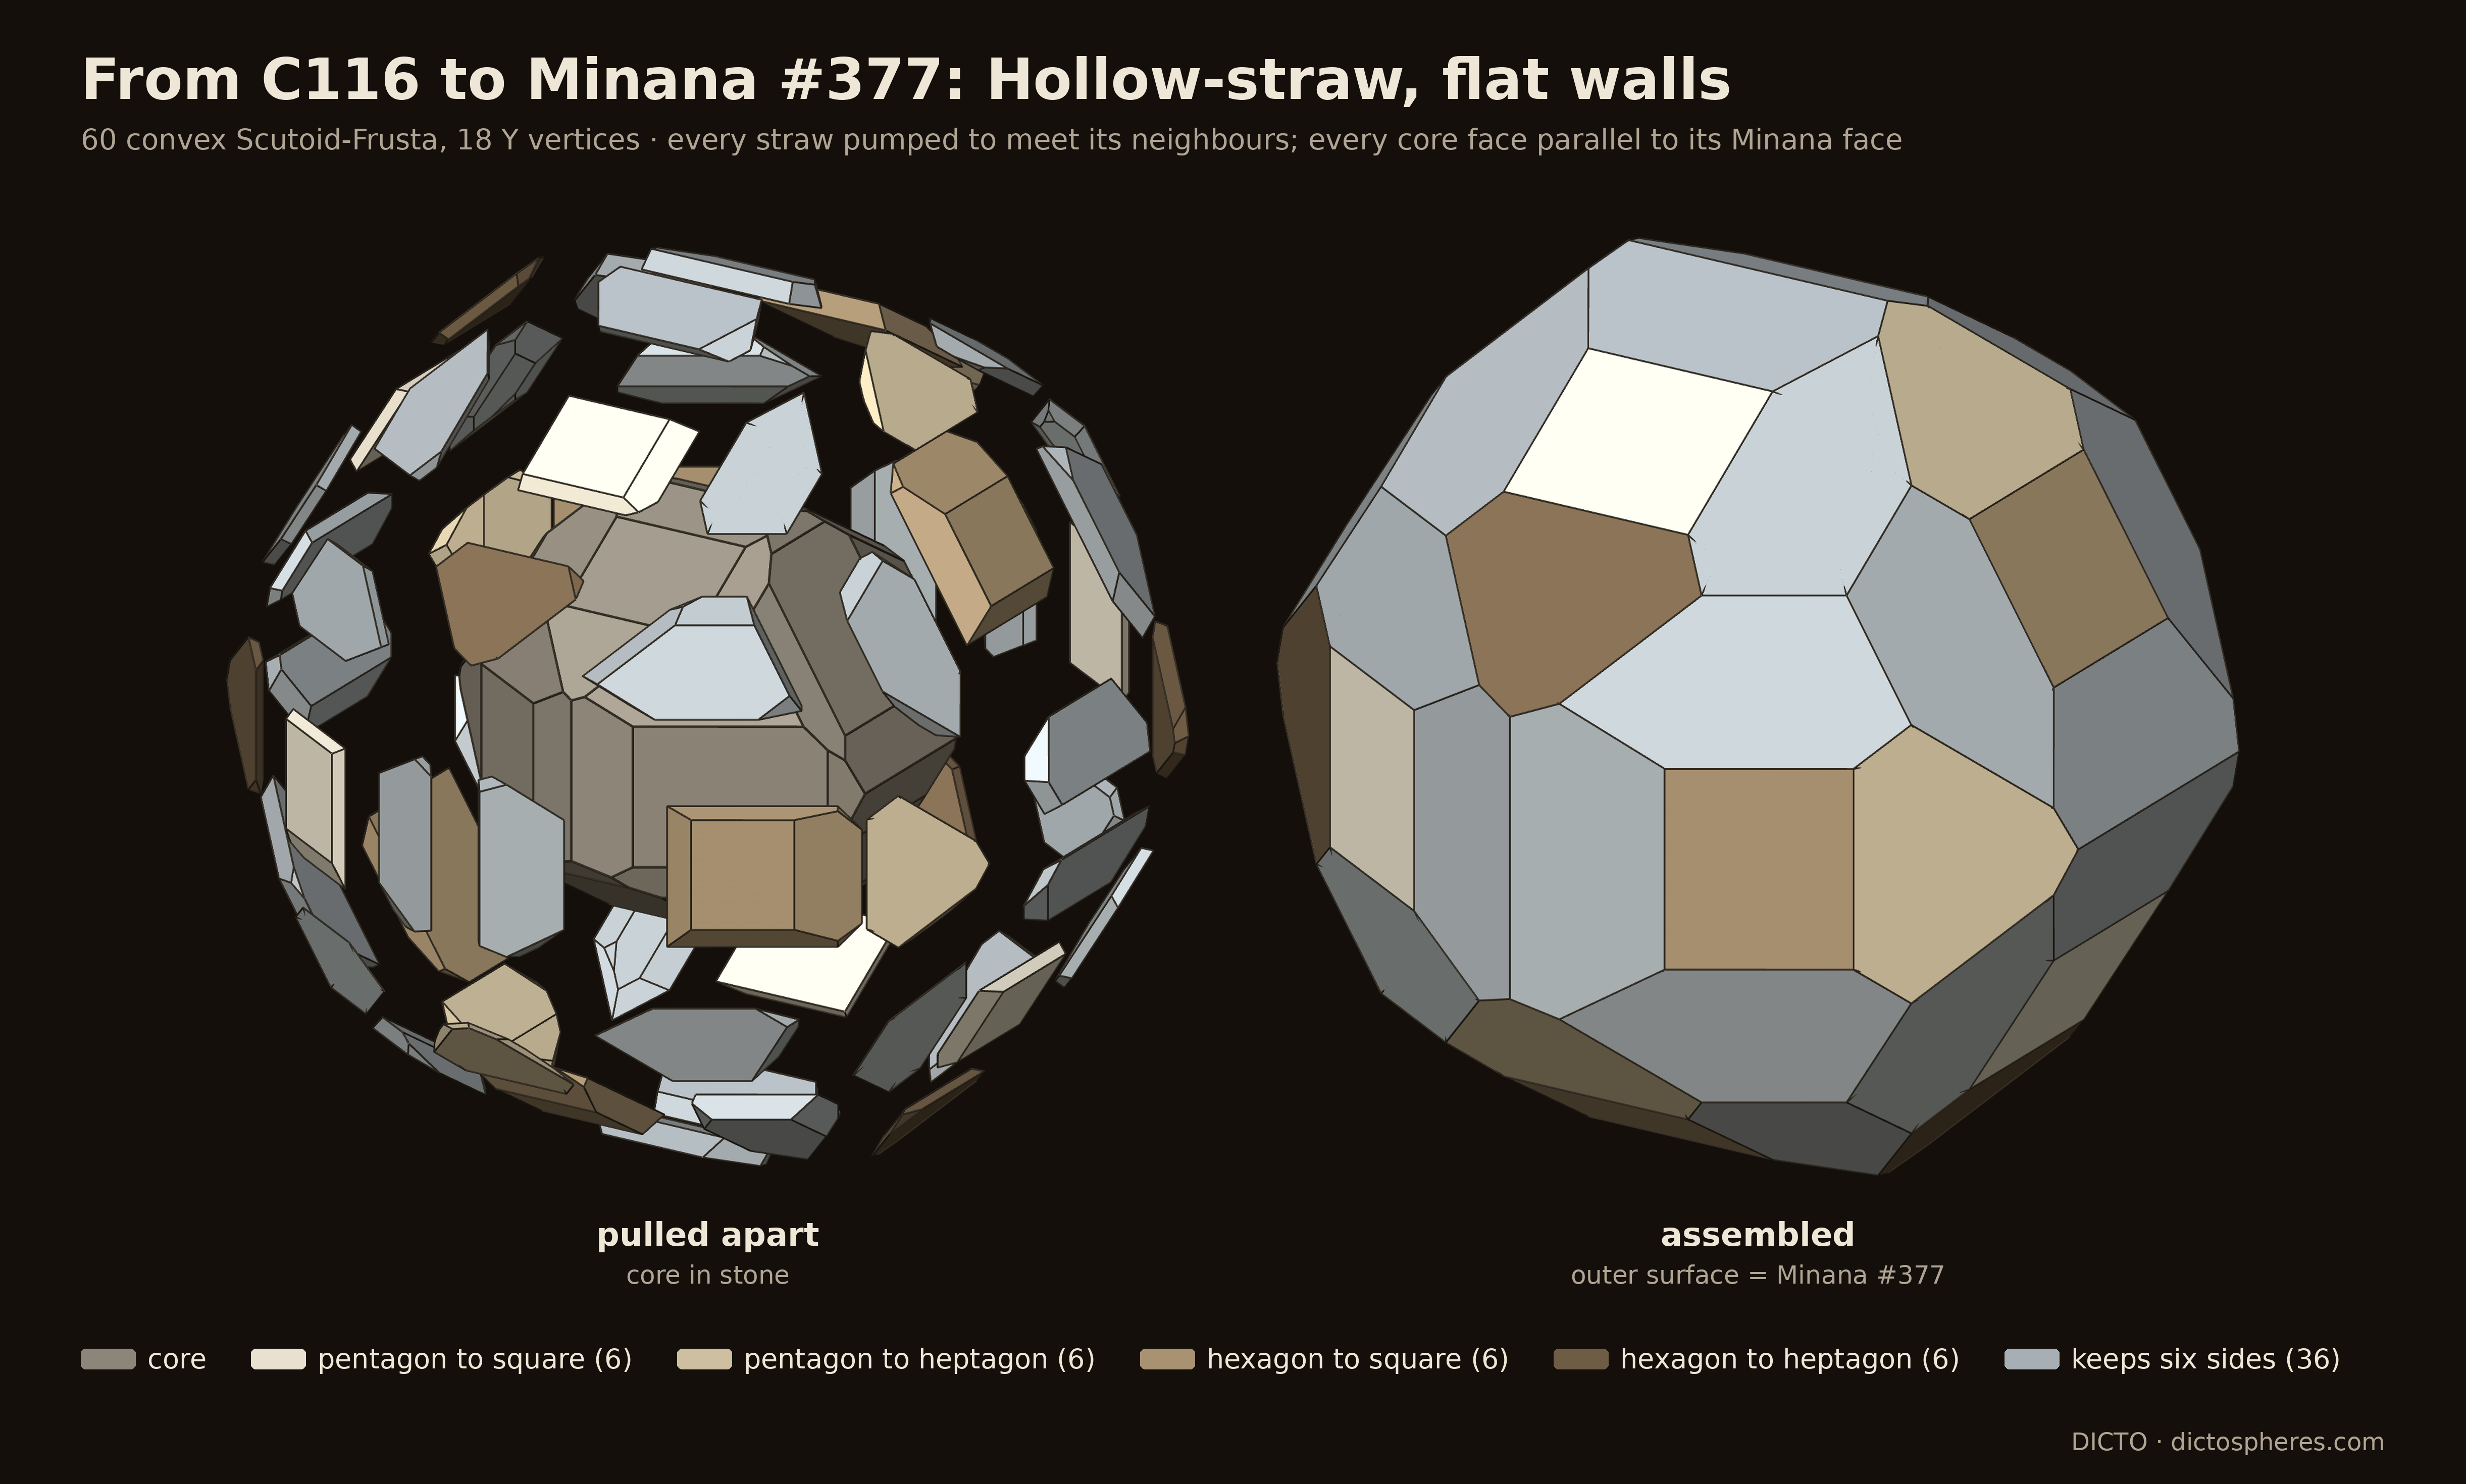 From C116 to Minana #377: Hollow-straw, flat walls
60 convex Scutoid-Frusta, 18 Y vertices · every straw pumped to meet its neighbours; every core face parallel to its Minana face
pulled apart
core in stone
assembled
outer surface = Minana #377
core
pentagon to square (6)
pentagon to heptagon (6)
hexagon to square (6)
hexagon to heptagon (6)
keeps six sides (36)
DICTO · dictospheres.com